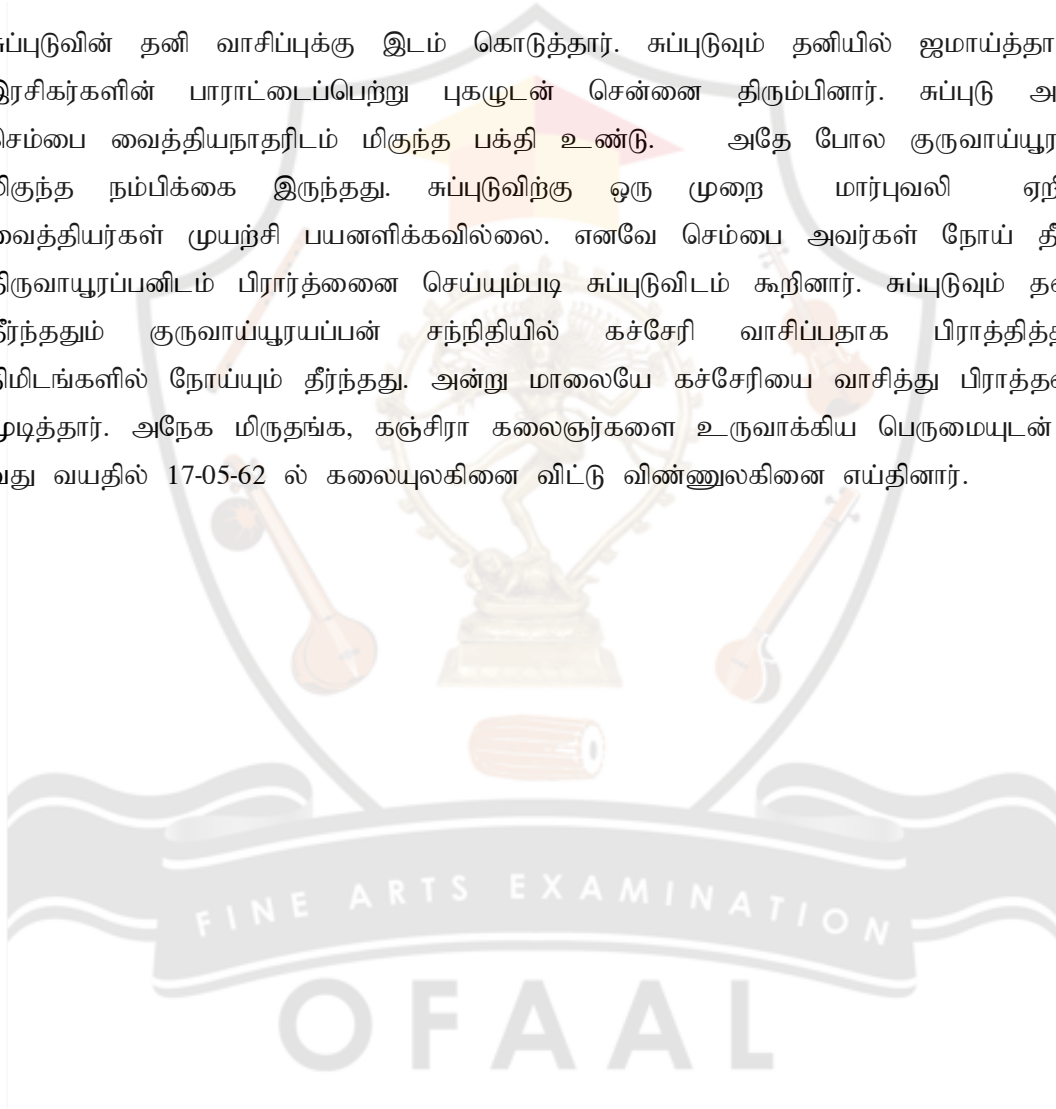 சுப்புடுவின் தனி வாசிப்புக்கு இடம் கொடுத்தார். சுப்புடுவும் தனியில் ஜமாய்த்தா
இரசிகர்களின் பாராட்டைப்பெற்று புகழுடன் சென்னை திரும்பினார். சுப்புடு அ
செம்பை வைத்தியநாதரிடம் மிகுந்த பக்தி உண்டு. அதே போல குருவாய்யூர
மிகுந்த நம்பிக்கை இருந்தது. சுப்புடுவிற்கு ஒரு முறை மார்புவலி ஏற
வைத்தியர்கள் முயற்சி பயனளிக்கவில்லை. எனவே செம்பை அவர்கள் நோய் தீ
திருவாயூரப்பனிடம் பிரார்த்னை செய்யும்படி சுப்புடுவிடம் கூறினார். சுப்புடுவும் தன
தீர்ந்ததும் குருவாய்யூரயப்பன் சந்நிதியில் கச்சேரி வாசிப்பதாக பிராத்தித்த
நிமிடங்களில் நோய்யும் தீர்ந்தது. அன்று மாலையே கச்சேரியை வாசித்து பிராத்தன
முடித்தார். அநேக மிருதங்க, கஞ்சிரா கலைஞர்களை உருவாக்கிய பெருமையுடன்
வது வயதில் 17-05-62 ல் கலையுலகினை விட்டு விண்ணுலகினை எய்தினார்.
FINE ARTS EXAMINATION
OFAAL